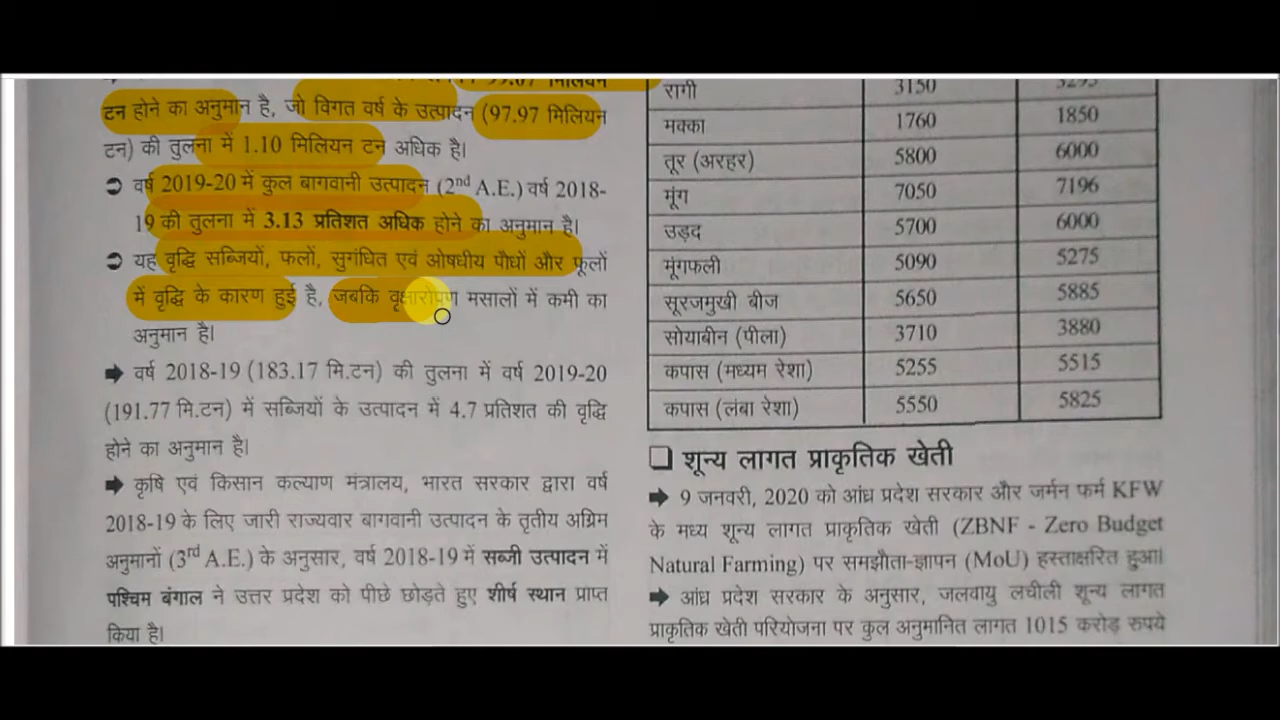 99.07 मिलियन
टन होने का अनुमान है, जो विगत वर्ष के उत्पादन (97.97 मिलियन
टन) की तुलना में 1.10 मिलियन टन अधिक है।
वर्ष 2019-20 में कुल बागवानी उत्पादन (2nd A.E.) वर्ष 2018-
19 की तुलना में 3.13 प्रतिशत अधिक होने का अनुमान है।
यह वृद्धि सब्जियों, फलों, सुगंधित एवं ओषधीय पौधों और फूलों
में वृद्धि के कारण हुई है, जबकि वृक्षारोपण मसालों में कमी का
अनुमान है।
➡ वर्ष 2018-19 (183.17 मि.टन) की तुलना में वर्ष 2019-20
(191.77 मि.टन) में सब्जियों के उत्पादन में 4.7 प्रतिशत की वृद्धि
होने का अनुमान है।
➡ कृषि एवं किसान कल्याण मंत्रालय, भारत सरकार द्वारा वर्ष
2018-19 के लिए जारी राज्यवार बागवानी उत्पादन के तृतीय अग्रिम
अनुमानों (3rd A.E.) के अनुसार, वर्ष 2018-19 में सब्जी उत्पादन में
पश्चिम बंगाल ने उत्तर प्रदेश को पीछे छोड़ते हुए शीर्ष स्थान प्राप्त
किया है।
रागी 3150 3295
मक्का 1760 1850
तूर (अरहर) 5800 6000
मूंग 7050 7196
उड़द 5700 6000
मूंगफली 5090 5275
सूरजमुखी बीज 5650 5885
सोयाबीन (पीला) 3710 3880
कपास (मध्यम रेशा) 5255 5515
कपास (लंबा रेशा) 5550 5825
❑ शून्य लागत प्राकृतिक खेती
➡ 9 जनवरी, 2020 को आंध्र प्रदेश सरकार और जर्मन फर्म KFW
के मध्य शून्य लागत प्राकृतिक खेती (ZBNF - Zero Budget
Natural Farming) पर समझौता-ज्ञापन (MoU) हस्ताक्षरित हुआ।
➡ आंध्र प्रदेश सरकार के अनुसार, जलवायु लचीली शून्य लागत
प्राकृतिक खेती परियोजना पर कुल अनुमानित लागत 1015 करोड़ रुपये